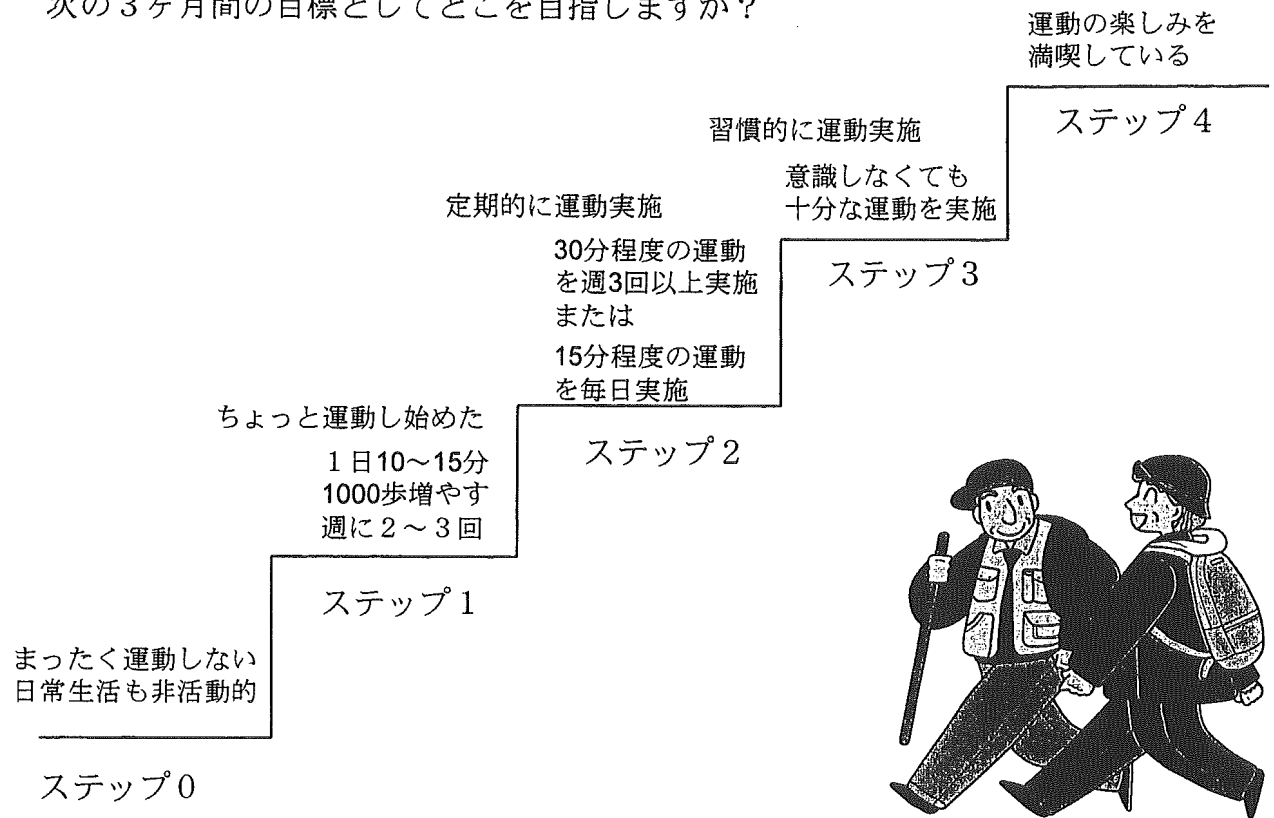 次の３ヶ月間の目標としてどこを目指しますか？
運動の楽しみを
満喫している
ステップ４
習慣的に運動実施
意識しなくても
十分な運動を実施
ステップ３
定期的に運動実施
30分程度の運動
を週3回以上実施
または
15分程度の運動
を毎日実施
ステップ２
ちょっと運動し始めた
１日10～15分
1000歩増やす
週に２～３回
ステップ１
まったく運動しない
日常生活も非活動的
ステップ０